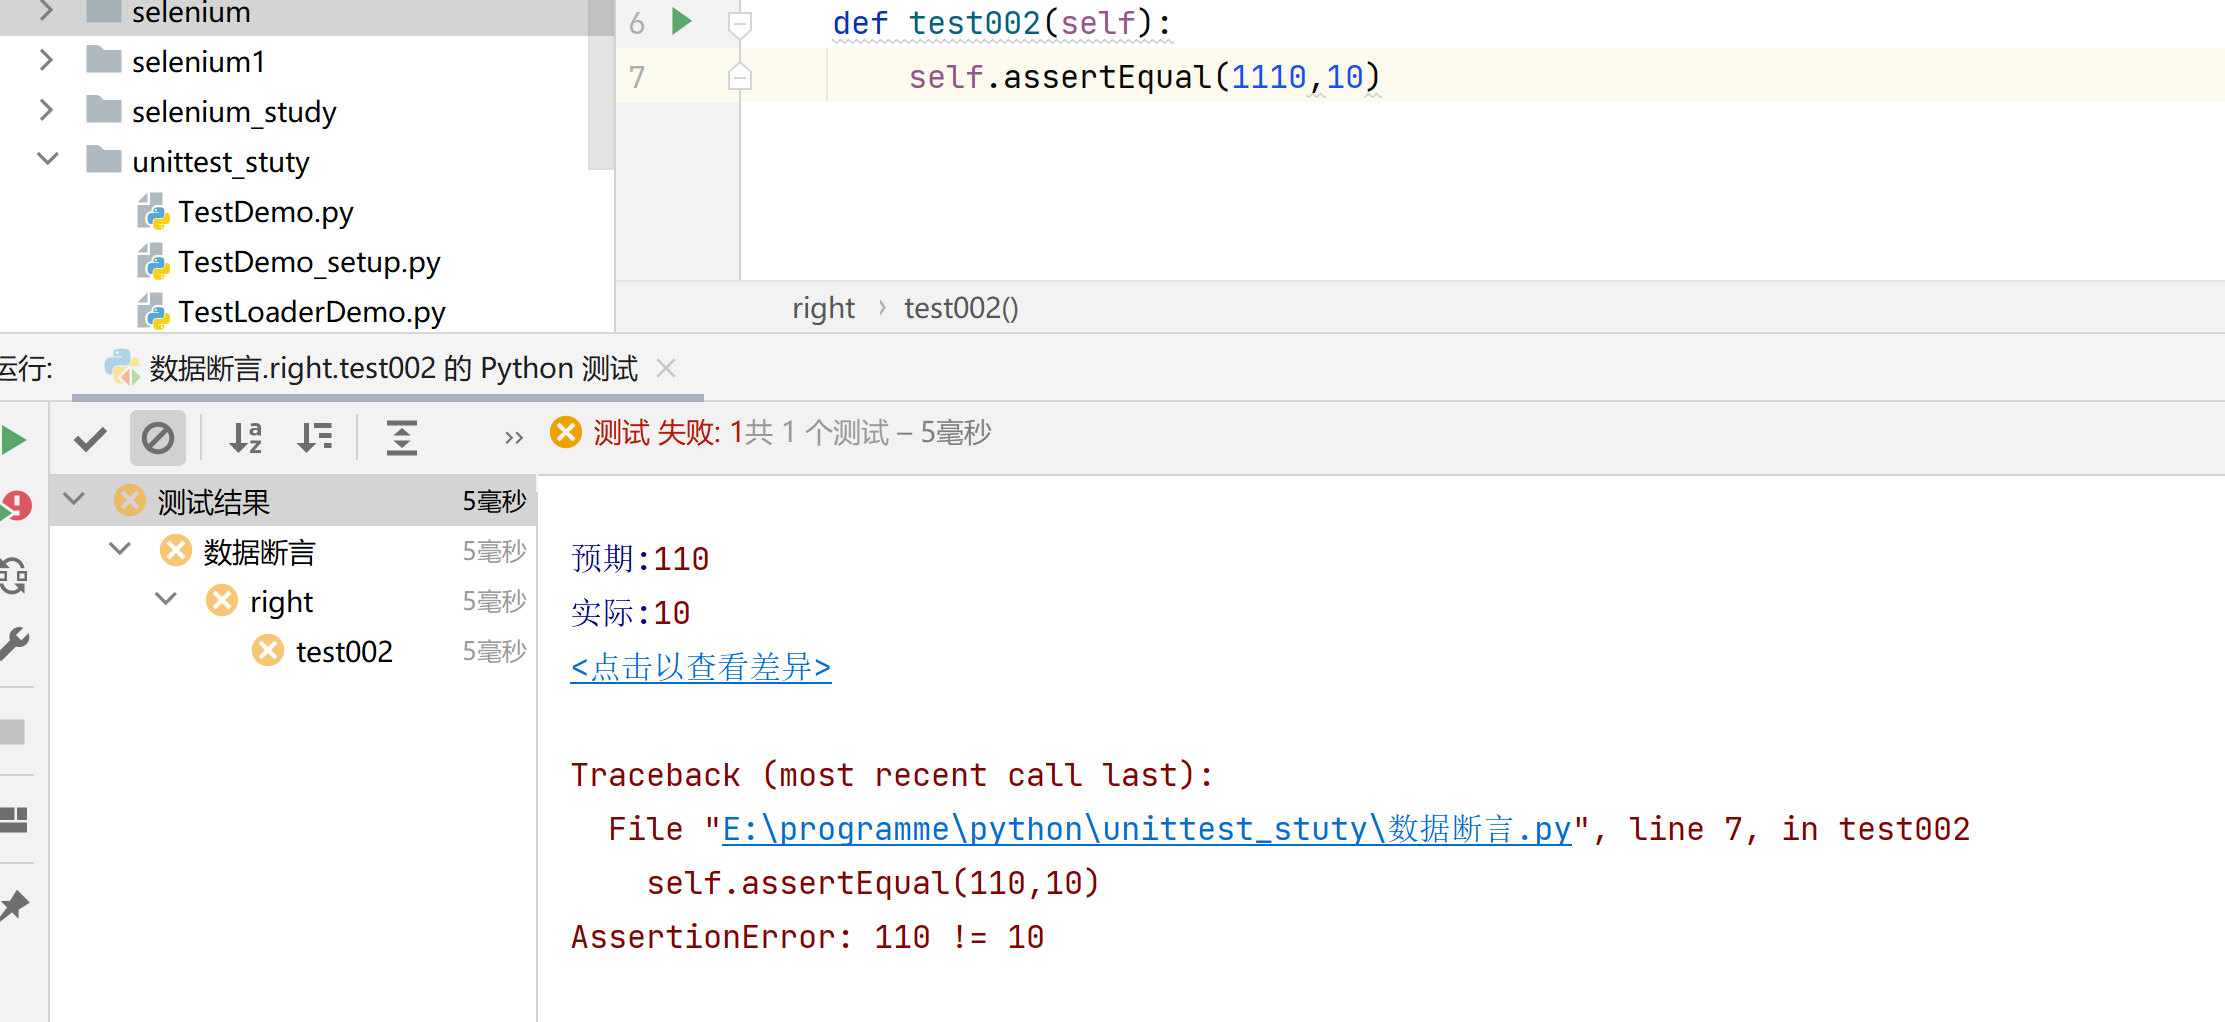 selenium
selenium1
selenium_study
unittest_stuty
TestDemo.py
TestDemo_setup.py
TestLoaderDemo.py
6 def test002(self):
7 self.assertEqual(1110,10)
right › test002()
运行: 数据断言.right.test002 的 Python 测试
测试 失败: 1共 1 个测试 – 5毫秒
测试结果 5毫秒
数据断言 5毫秒
right 5毫秒
test002 5毫秒
预期:110
实际:10
<点击以查看差异>
Traceback (most recent call last):
File "E:\programme\python\unittest_stuty\数据断言.py", line 7, in test002
self.assertEqual(110,10)
AssertionError: 110 != 10